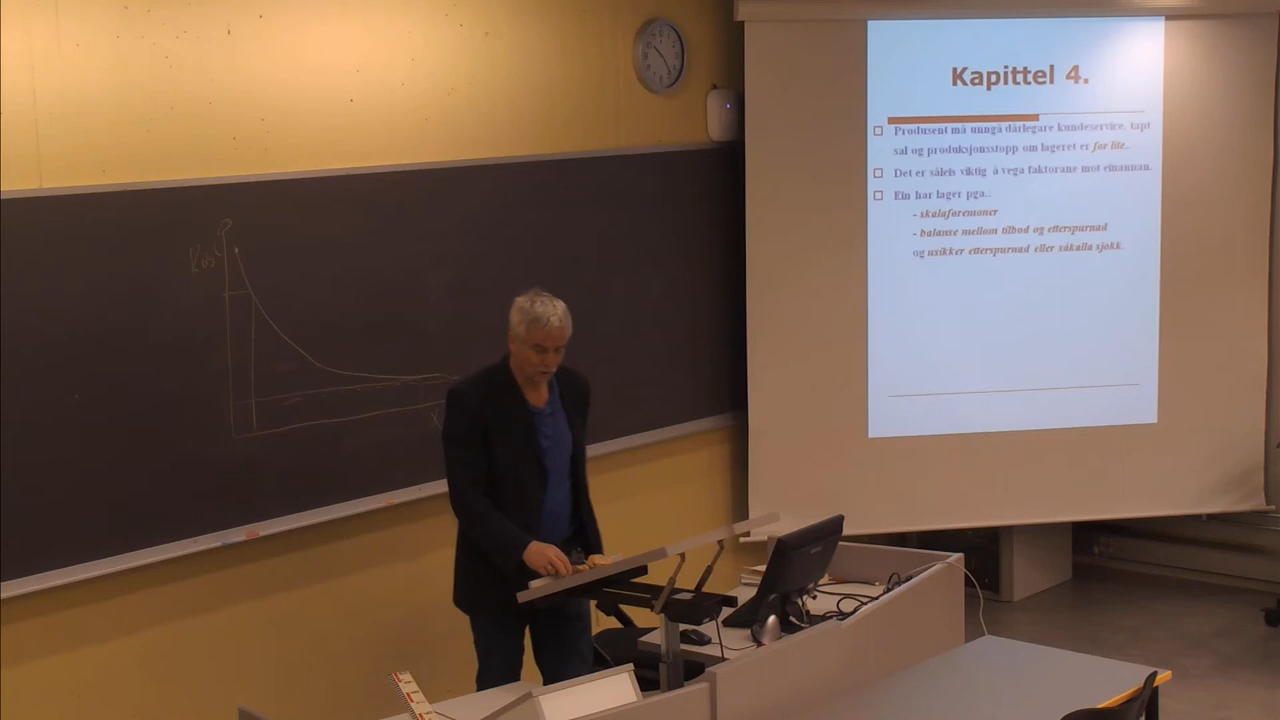 Kost
Kapittel 4.
Produsent må unngå dårlegare kundeservice, tapt
sal og produksjonsstopp om lageret er for lite..
Det er såleis viktig å vega faktorane mot einannan.
Ein har lager pga.:
- skalaføremoner
- balanse mellom tilbod og etterspurnad
og usikker etterspurnad eller såkalla sjokk.